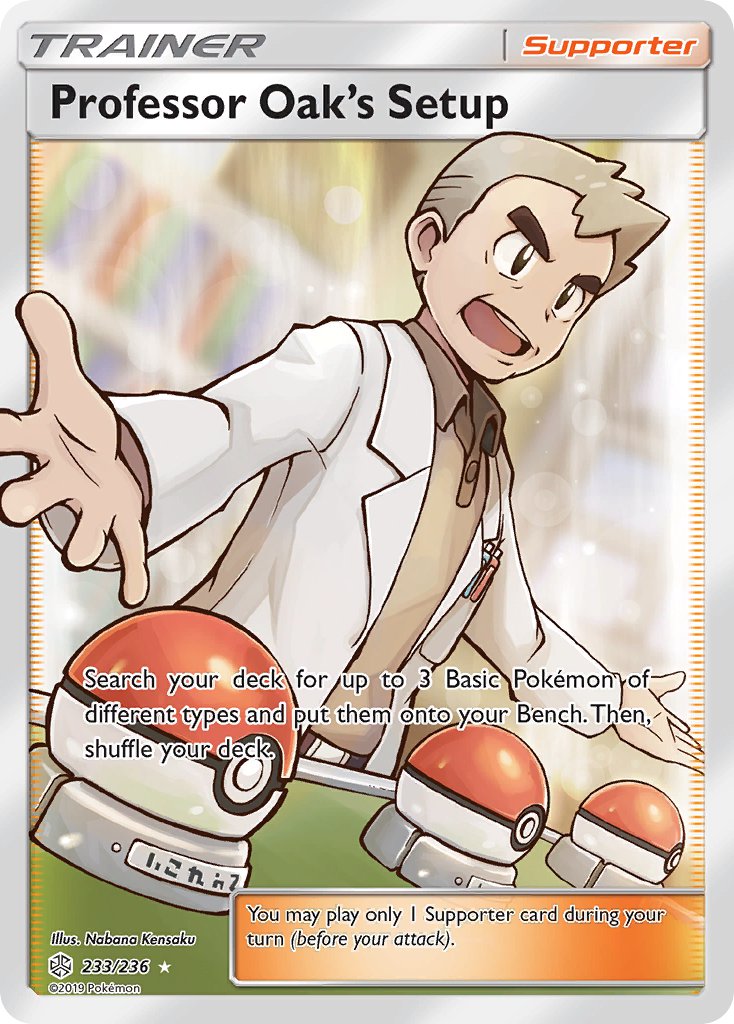 TRAINER
Supporter
Professor Oak's Setup
Search your deck for up to 3 Basic Pokémon of
different types and put them onto your Bench. Then,
shuffle your deck.
You may play only 1 Supporter card during your
turn (before your attack).
Illus. Nabana Kensaku
233/236 ★
©2019 Pokémon